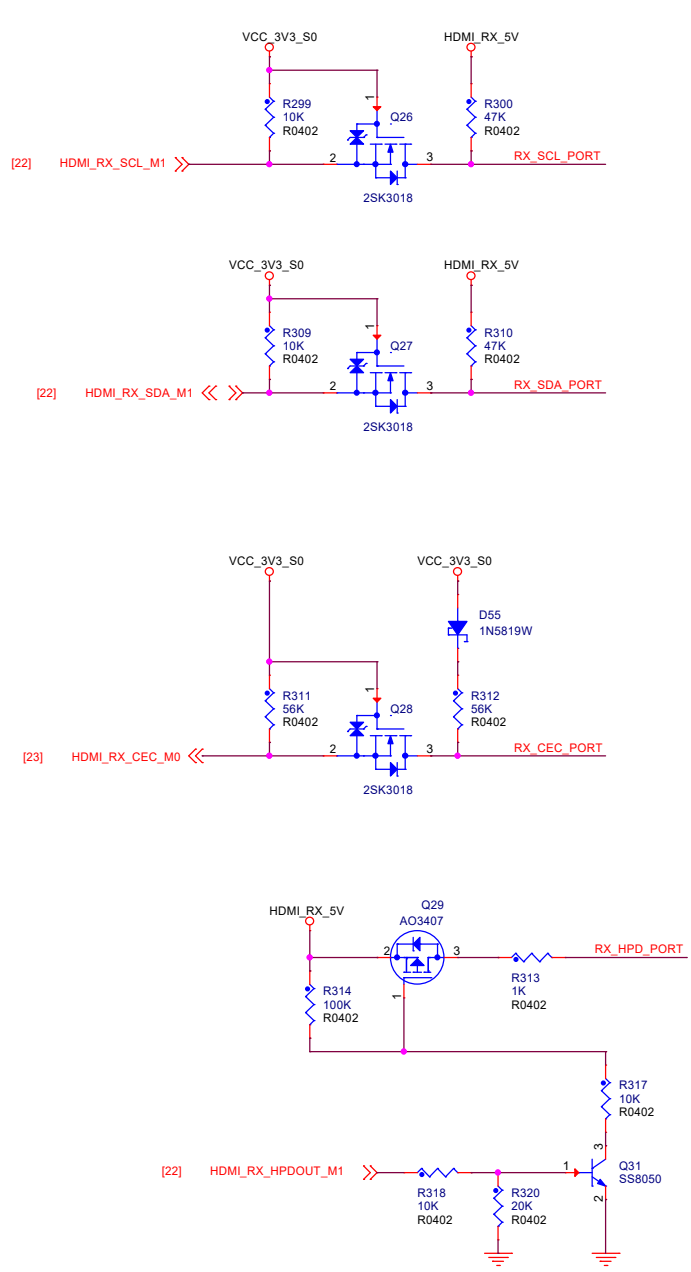 VCC_3V3_S0
HDMI_RX_5V
1
R299
10K
R0402
Q26
R300
47K
R0402
[22]
HDMI_RX_SCL_M1
2
3
RX_SCL_PORT
2SK3018
VCC_3V3_S0
HDMI_RX_5V
1
R309
10K
R0402
Q27
R310
47K
R0402
[22]
HDMI_RX_SDA_M1
2
3
RX_SDA_PORT
2SK3018
VCC_3V3_S0
VCC_3V3_S0
D55
1N5819W
1
R311
56K
R0402
Q28
R312
56K
R0402
[23]
HDMI_RX_CEC_M0
2
3
RX_CEC_PORT
2SK3018
HDMI_RX_5V
Q29
AO3407
2
3
RX_HPD_PORT
R314
100K
R0402
1
R313
1K
R0402
R317
10K
R0402
3
[22]
HDMI_RX_HPDOUT_M1
1
Q31
SS8050
2
R318
10K
R0402
R320
20K
R0402